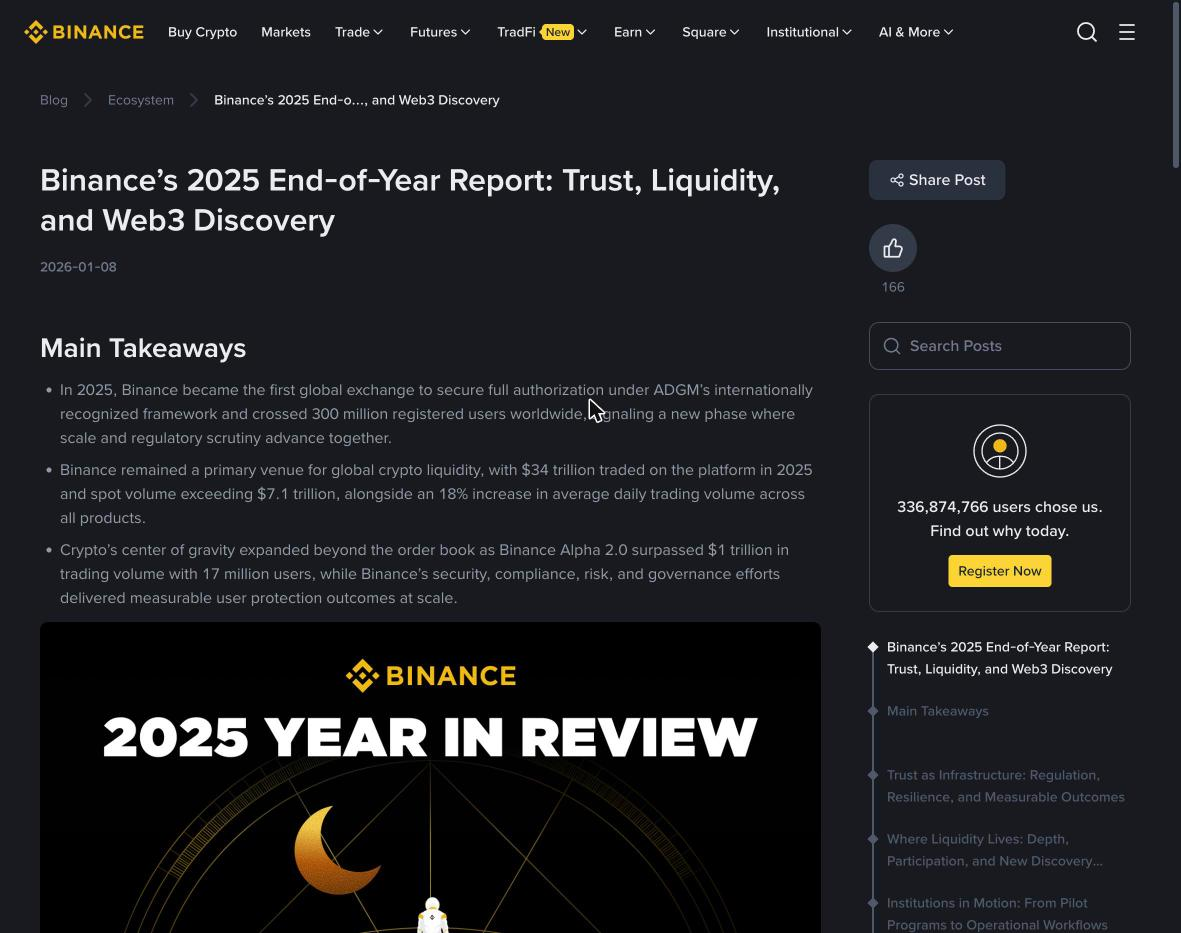 BINANCE
Buy Crypto
Markets
Trade
Futures
TradFi New
Earn
Square
Institutional
AI & More
Blog
Ecosystem
Binance's 2025 End-o..., and Web3 Discovery
Binance's 2025 End-of-Year Report: Trust, Liquidity,
and Web3 Discovery
2026-01-08
Main Takeaways
• In 2025, Binance became the first global exchange to secure full authorization under ADGM's internationally
recognized framework and crossed 300 million registered users worldwide, signaling a new phase where
scale and regulatory scrutiny advance together.
• Binance remained a primary venue for global crypto liquidity, with $34 trillion traded on the platform in 2025
and spot volume exceeding $7.1 trillion, alongside an 18% increase in average daily trading volume across
all products.
• Crypto's center of gravity expanded beyond the order book as Binance Alpha 2.0 surpassed $1 trillion in
trading volume with 17 million users, while Binance's security, compliance, risk, and governance efforts
delivered measurable user protection outcomes at scale.
BINANCE
2025 YEAR IN REVIEW
Share Post
166
Search Posts
336,874,766 users chose us.
Find out why today.
Register Now
Binance's 2025 End-of-Year Report:
Trust, Liquidity, and Web3 Discovery
Main Takeaways
Trust as Infrastructure: Regulation,
Resilience, and Measurable Outcomes
Where Liquidity Lives: Depth,
Participation, and New Discovery...
Institutions in Motion: From Pilot
Programs to Operational Workflows